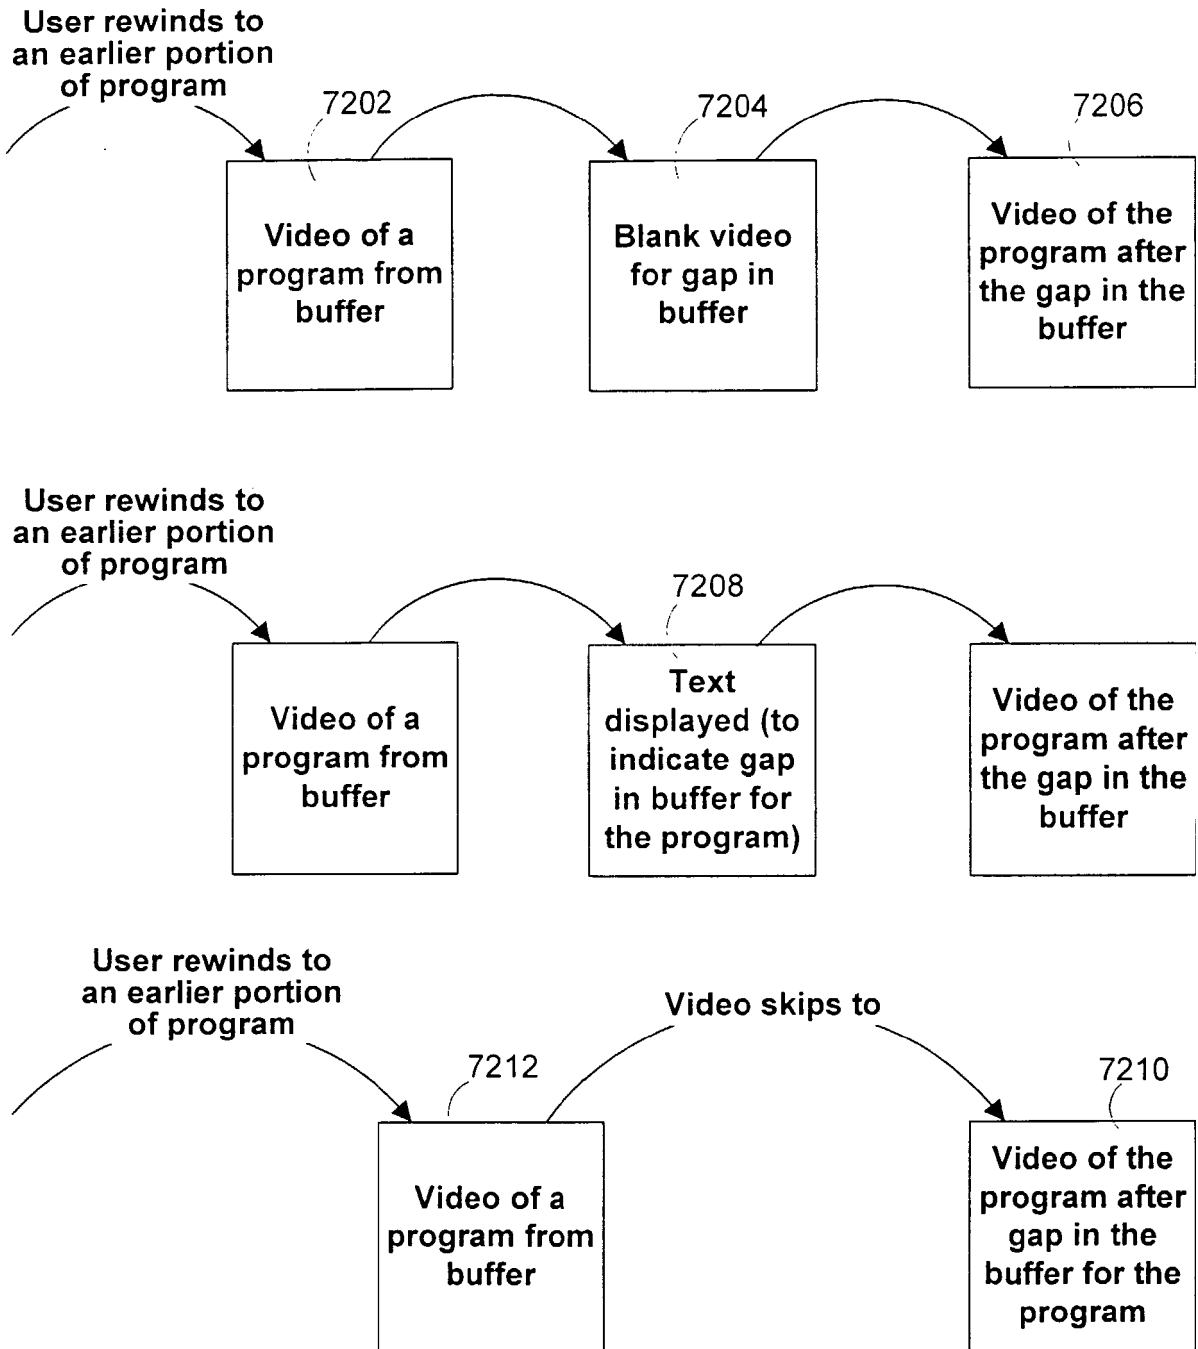 User rewinds to
an earlier portion
of program
7202
7204
7206
Video of a
program from
buffer
Blank video
for gap in
buffer
Video of the
program after
the gap in the
buffer
User rewinds to
an earlier portion
of program
7208
Video of a
program from
buffer
Text
displayed (to
indicate gap
in buffer for
the program)
Video of the
program after
the gap in the
buffer
User rewinds to
an earlier portion
of program
Video skips to
7212
7210
Video of a
program from
buffer
Video of the
program after
gap in the
buffer for the
program